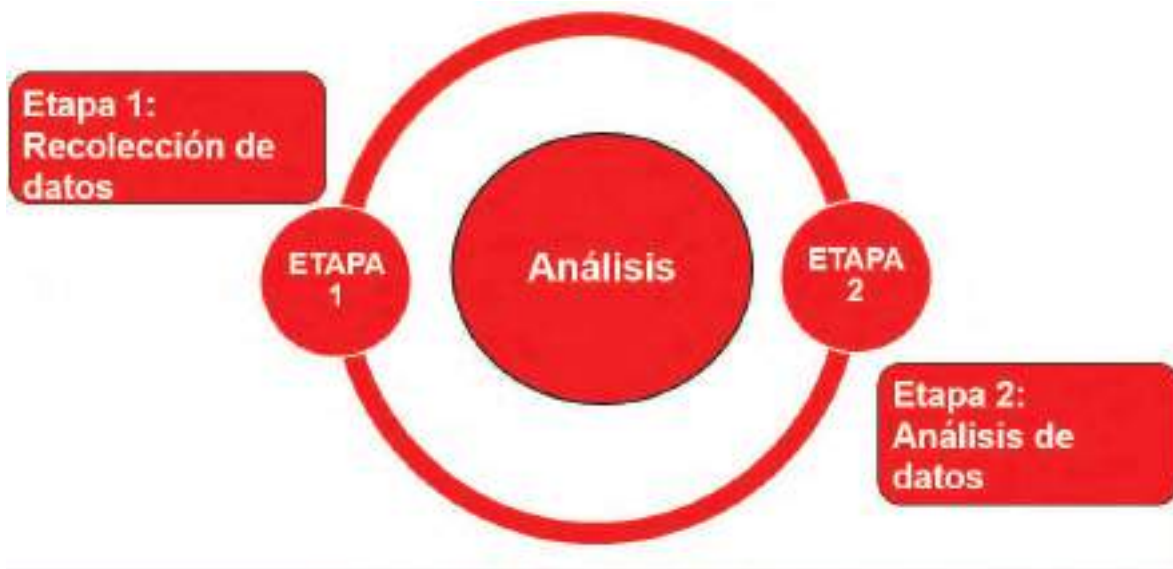 Etapa 1:
Recolección de
datos
ETAPA
1
Análisis
ETAPA
2
Etapa 2:
Análisis de
datos